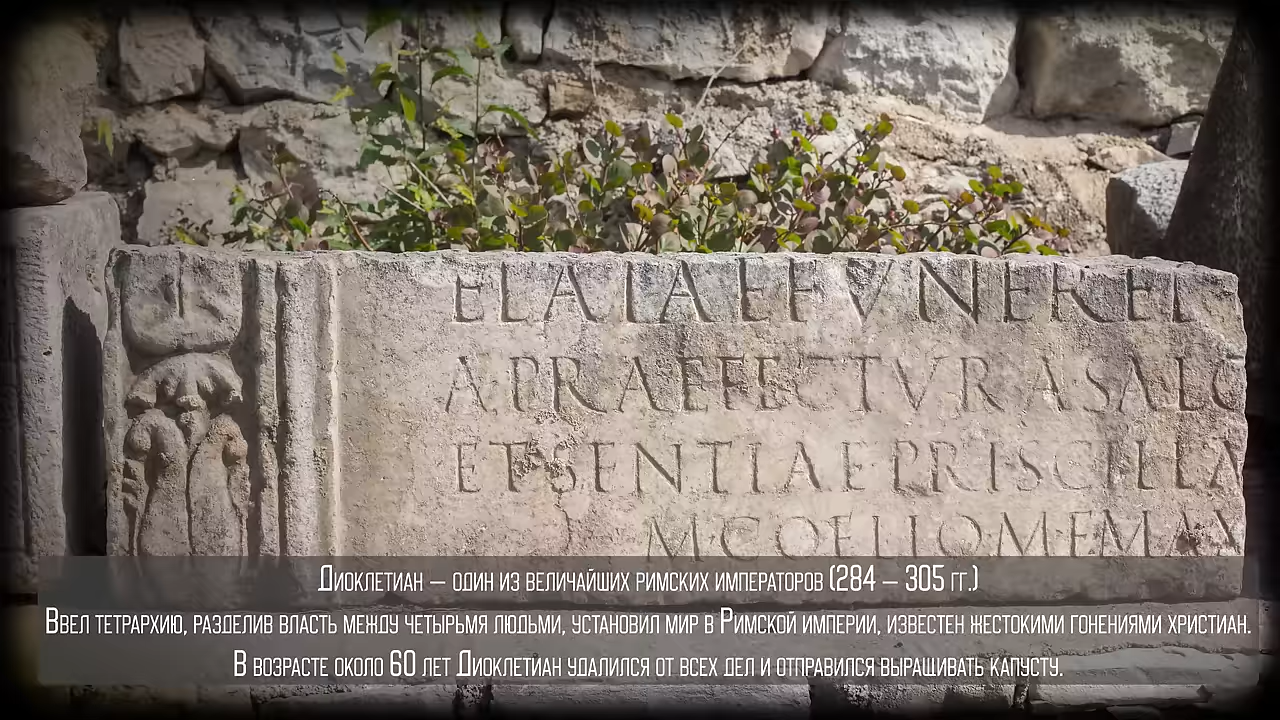 ELAIAEFVNEREI
A·PRAEFECTVRASALO
ETSENTIAEPRISCILLA
M·COELIOMEMAX
Диоклетиан – один из величайших римских императоров (284 – 305 гг.)
Ввел тетрархию, разделив власть между четырьмя людьми, установил мир в Римской империи, известен жестокими гонениями христиан.
В возрасте около 60 лет Диоклетиан удалился от всех дел и отправился выращивать капусту.